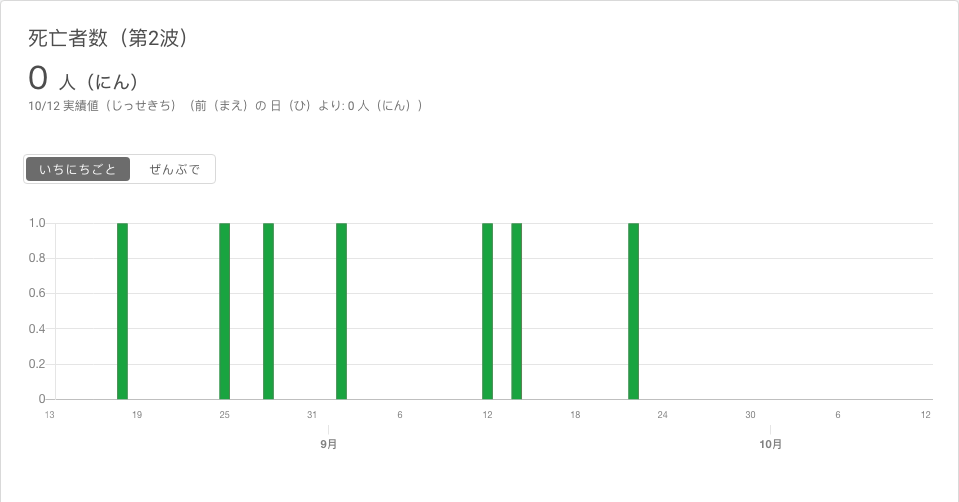 死亡者数（第2波）
0 人（にん）
10/12 実績値（じっせきち）（前（まえ）の 日（ひ）より: 0 人（にん））
いちにちごと ぜんぶで
1.0
0.8
0.6
0.4
0.2
0
13 19 25 31 6 12 18 24 30 6 12
9月 10月